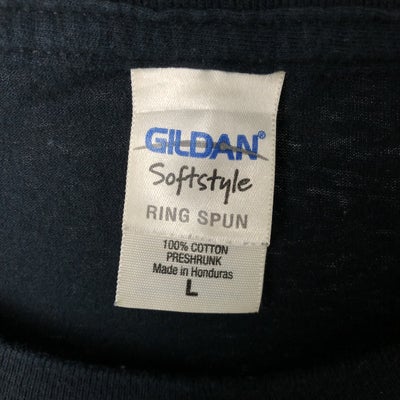 GILDAN®
Softstyle
RING SPUN
100% COTTON
PRESHRUNK
Made in Honduras
L